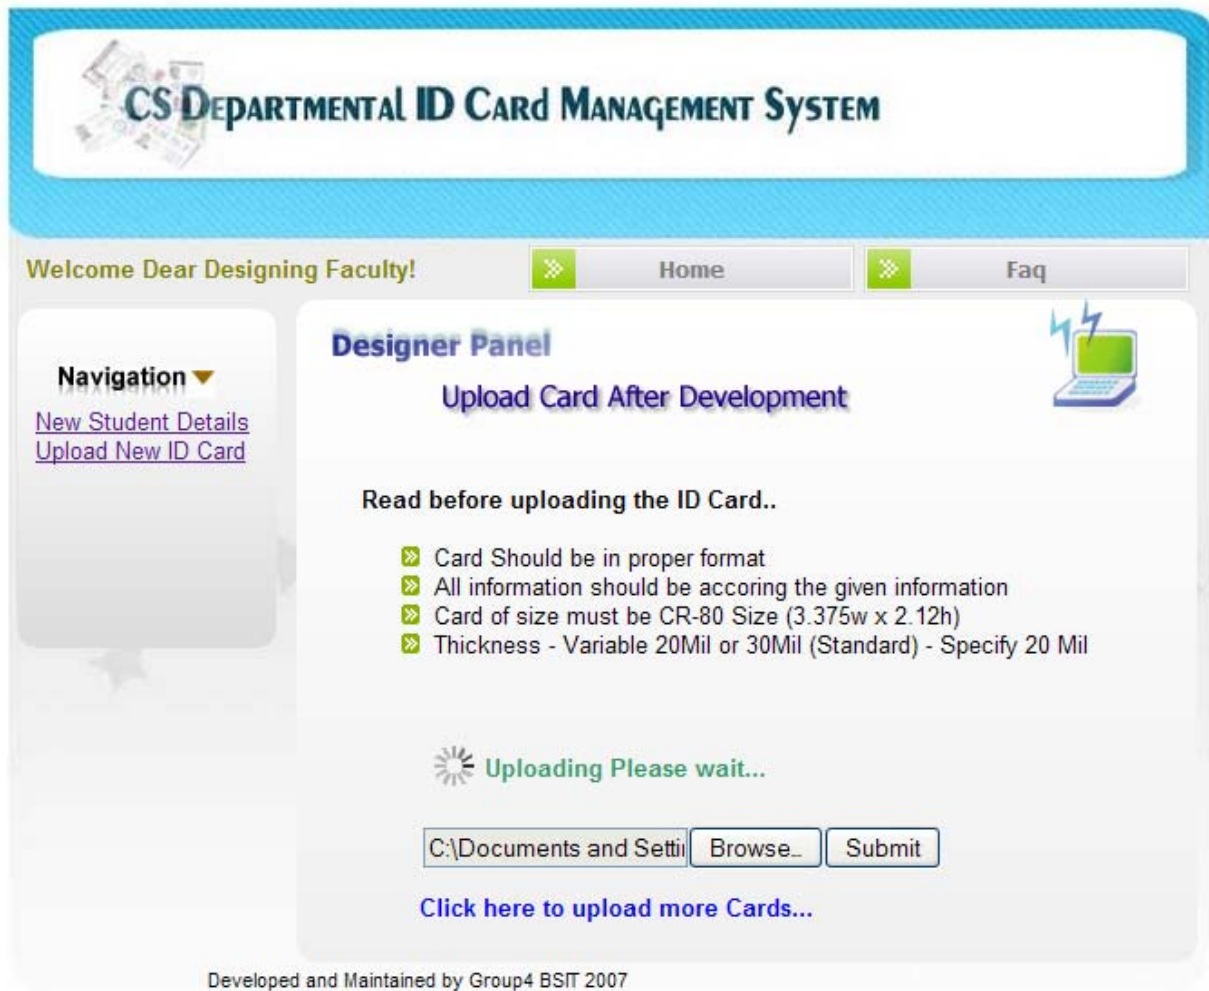 CS Departmental ID Card Management System
Welcome Dear Designing Faculty!
Home
Faq
Navigation
New Student Details
Upload New ID Card
Designer Panel
Upload Card After Development
Read before uploading the ID Card..
Card Should be in proper format
All information should be accoring the given information
Card of size must be CR-80 Size (3.375w x 2.12h)
Thickness - Variable 20Mil or 30Mil (Standard) - Specify 20 Mil
Uploading Please wait...
C:\Documents and Settin
Browse...
Submit
Click here to upload more Cards...
Developed and Maintained by Group4 BSIT 2007